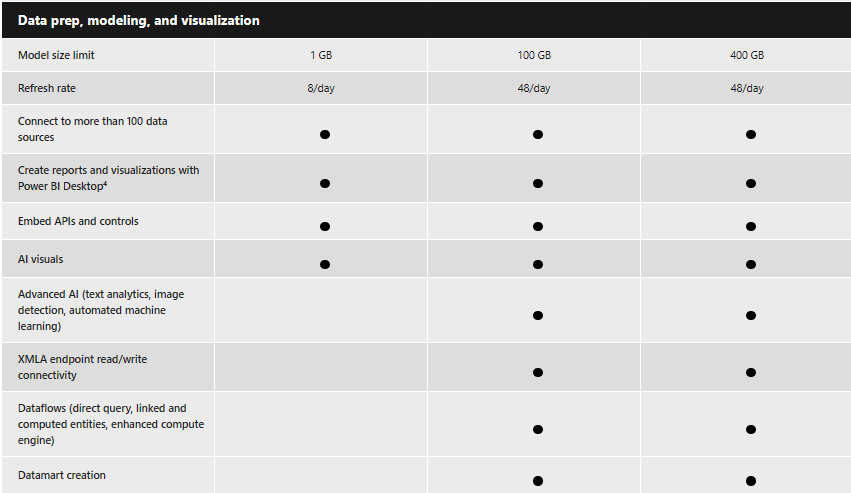 Data prep, modeling, and visualization
Model size limit 1 GB 100 GB 400 GB
Refresh rate 8/day 48/day 48/day
Connect to more than 100 data
sources
Create reports and visualizations with
Power BI Desktop⁴
Embed APIs and controls
AI visuals
Advanced AI (text analytics, image
detection, automated machine
learning)
XMLA endpoint read/write
connectivity
Dataflows (direct query, linked and
computed entities, enhanced compute
engine)
Datamart creation